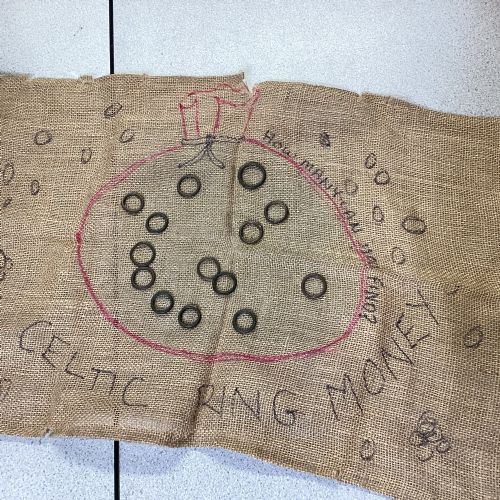 HOW MANY CAN YOU FIND?
CELTIC RING MONEY